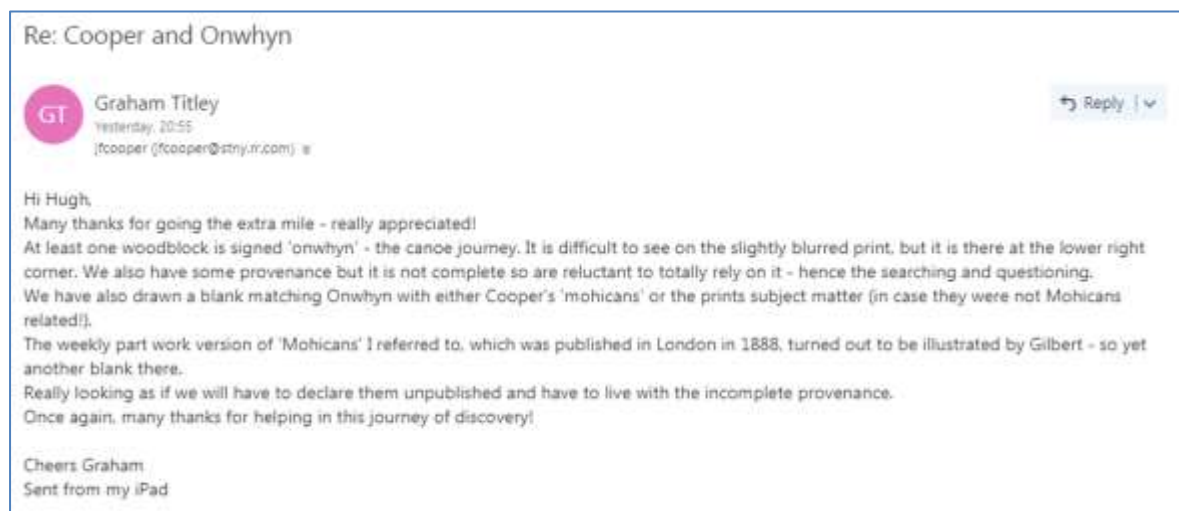 Re: Cooper and Onwhyn
GT
Graham Titley
Reply
Yesterday, 20:55
jfcooper (jfcooper@stny.rr.com)
Hi Hugh,
Many thanks for going the extra mile - really appreciated!
At least one woodblock is signed 'onwhyn' - the canoe journey. It is difficult to see on the slightly blurred print, but it is there at the lower right
corner. We also have some provenance but it is not complete so are reluctant to totally rely on it - hence the searching and questioning.
We have also drawn a blank matching Onwhyn with either Cooper's 'mohicans' or the prints subject matter (in case they were not Mohicans
related!).
The weekly part work version of 'Mohicans' I referred to, which was published in London in 1888, turned out to be illustrated by Gilbert - so yet
another blank there.
Really looking as if we will have to declare them unpublished and have to live with the incomplete provenance.
Once again, many thanks for helping in this journey of discovery!
Cheers Graham
Sent from my iPad